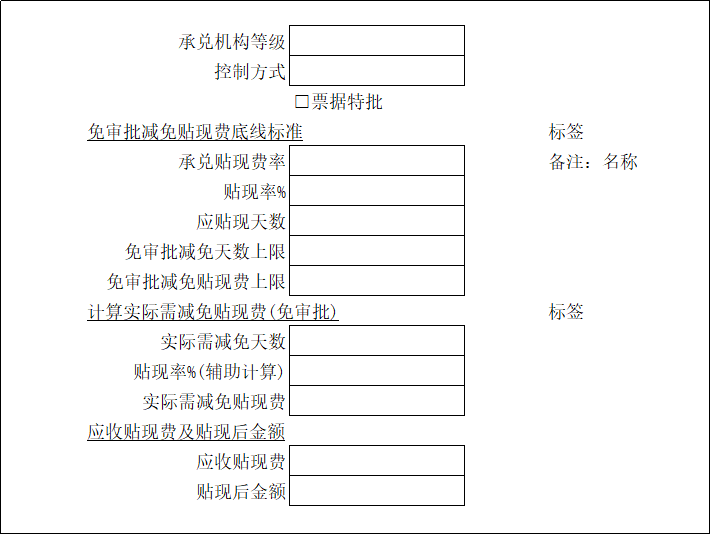 承兑机构等级
控制方式
票据特批
免审批减免贴现费底线标准 标签
承兑贴现费率 备注：名称
贴现率%
应贴现天数
免审批减免天数上限
免审批减免贴现费上限
计算实际需减免贴现费(免审批) 标签
实际需减免天数
贴现率%(辅助计算)
实际需减免贴现费
应收贴现费及贴现后金额
应收贴现费
贴现后金额